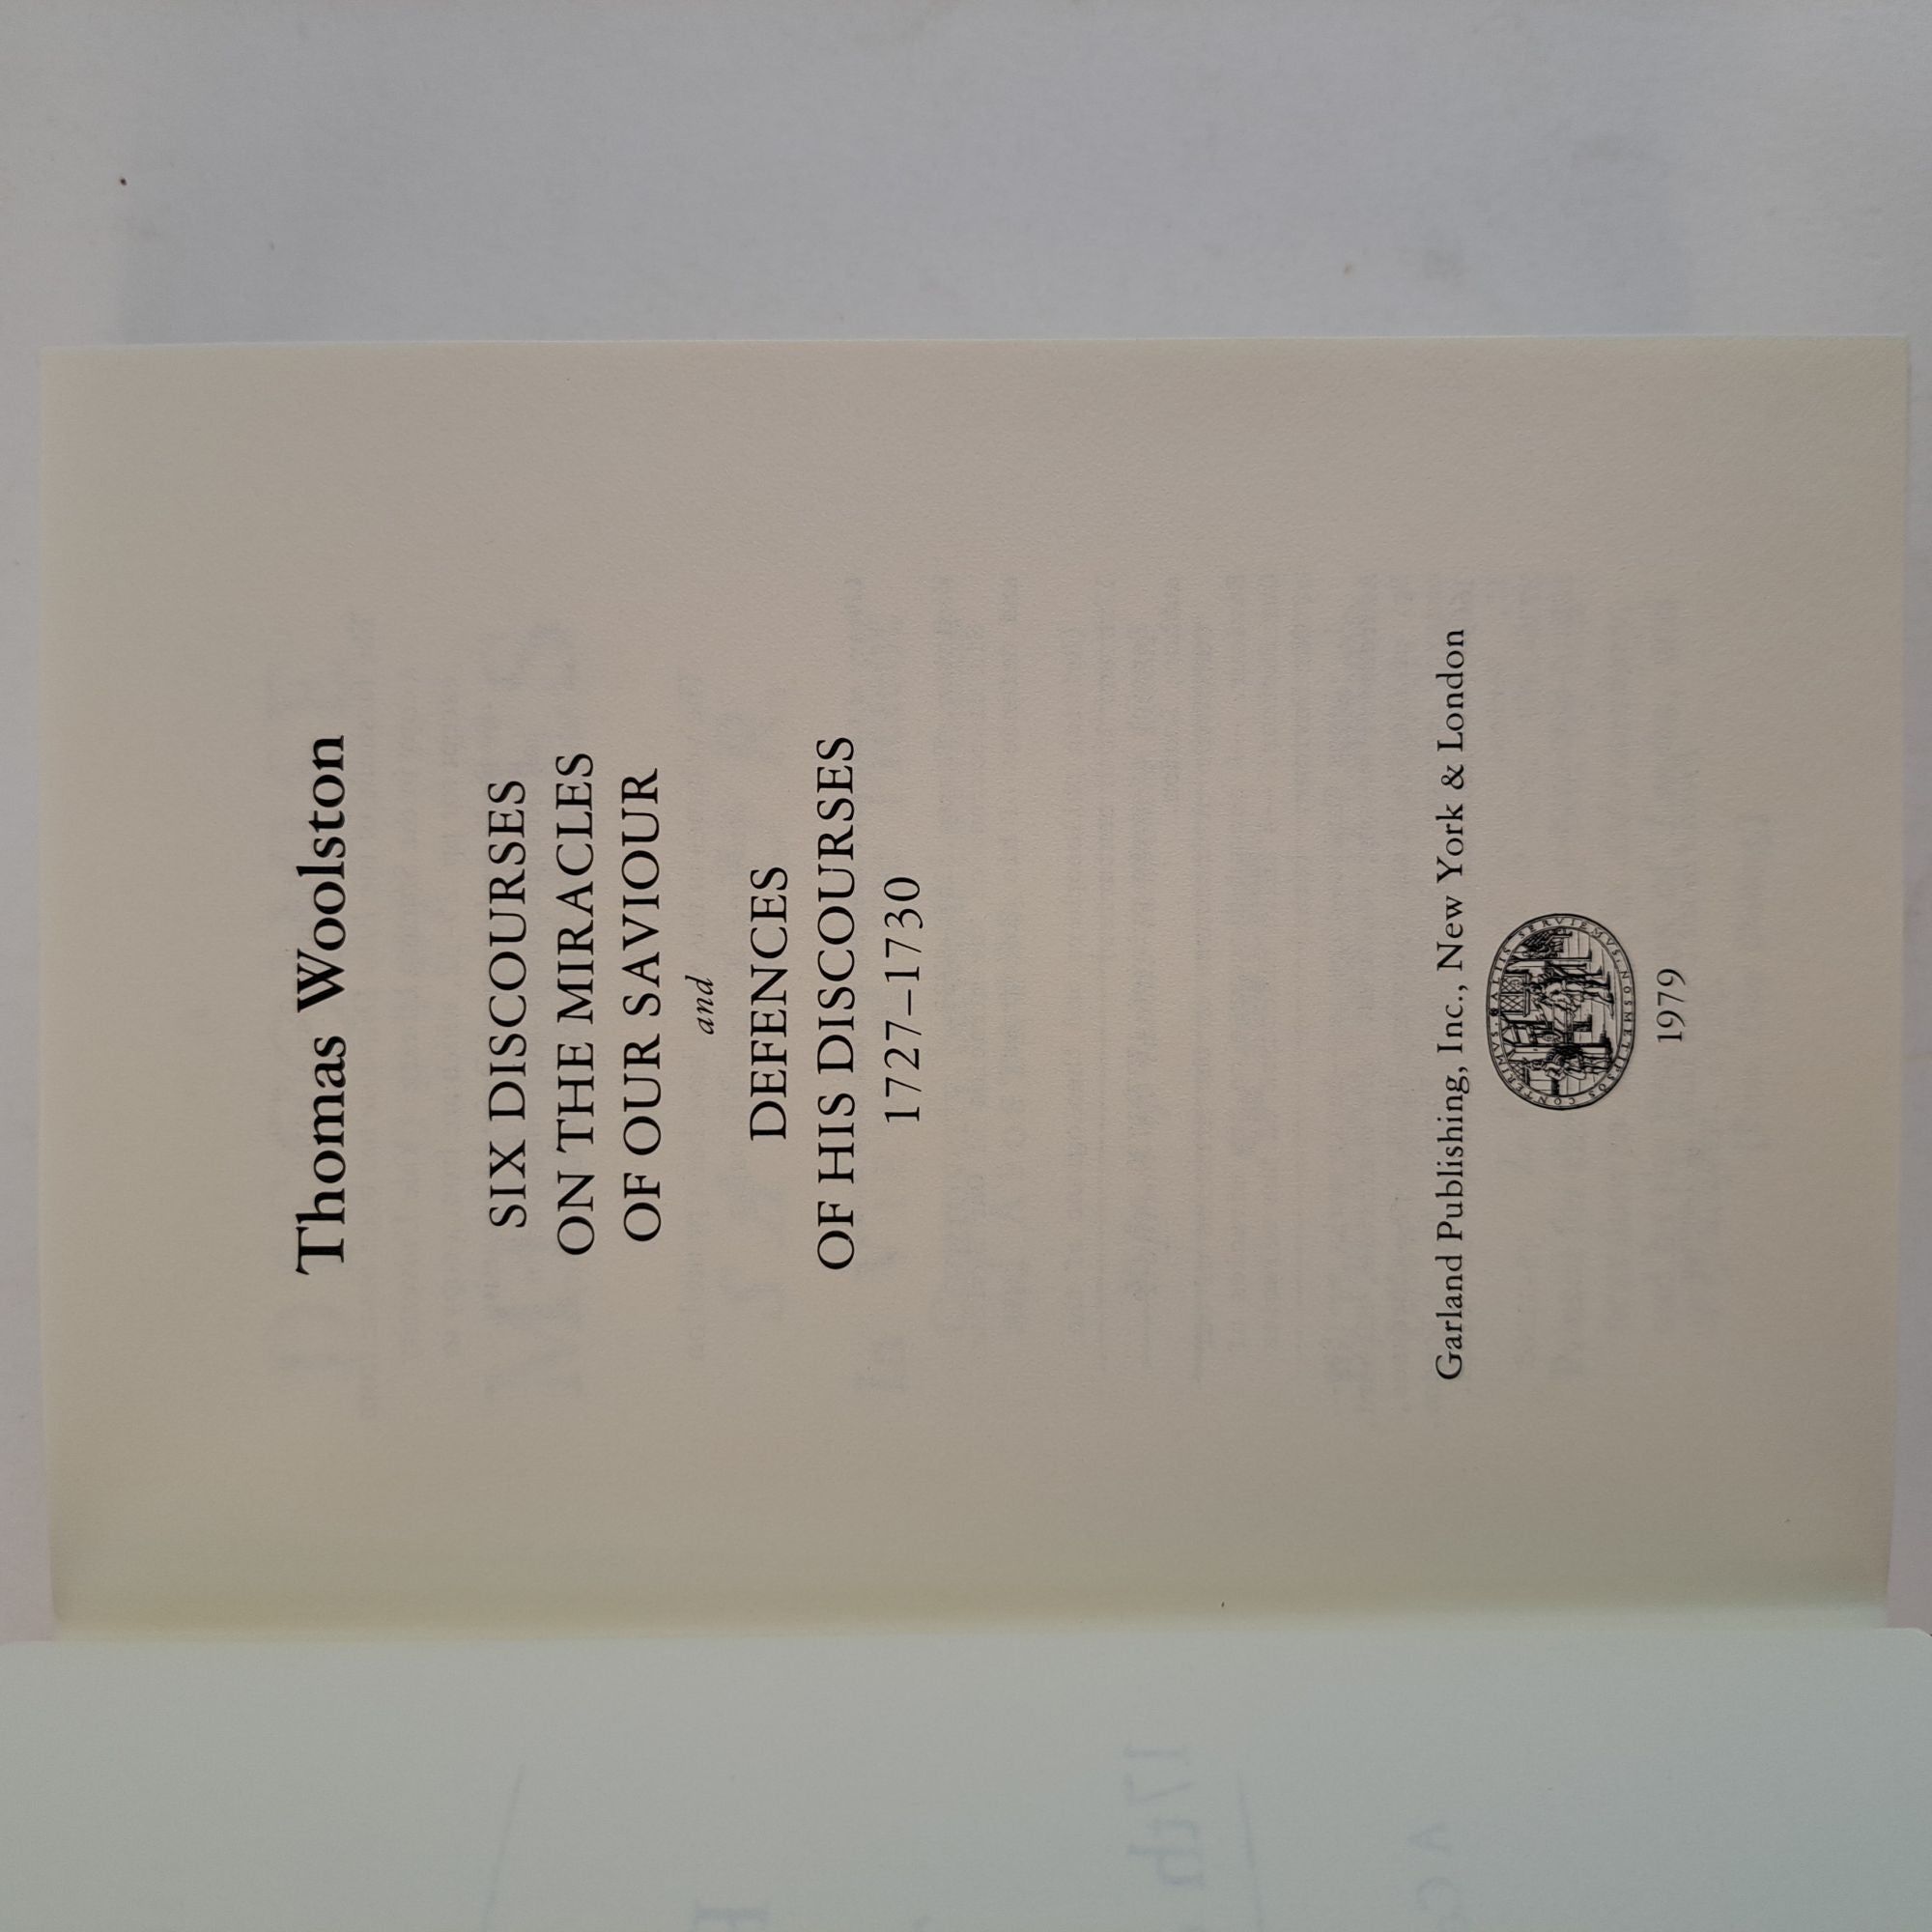 Thomas Woolston
SIX DISCOURSES
ON THE MIRACLES
OF OUR SAVIOUR
and
DEFENCES
OF HIS DISCOURSES
1727–1730
Garland Publishing, Inc., New York & London
1979
17th